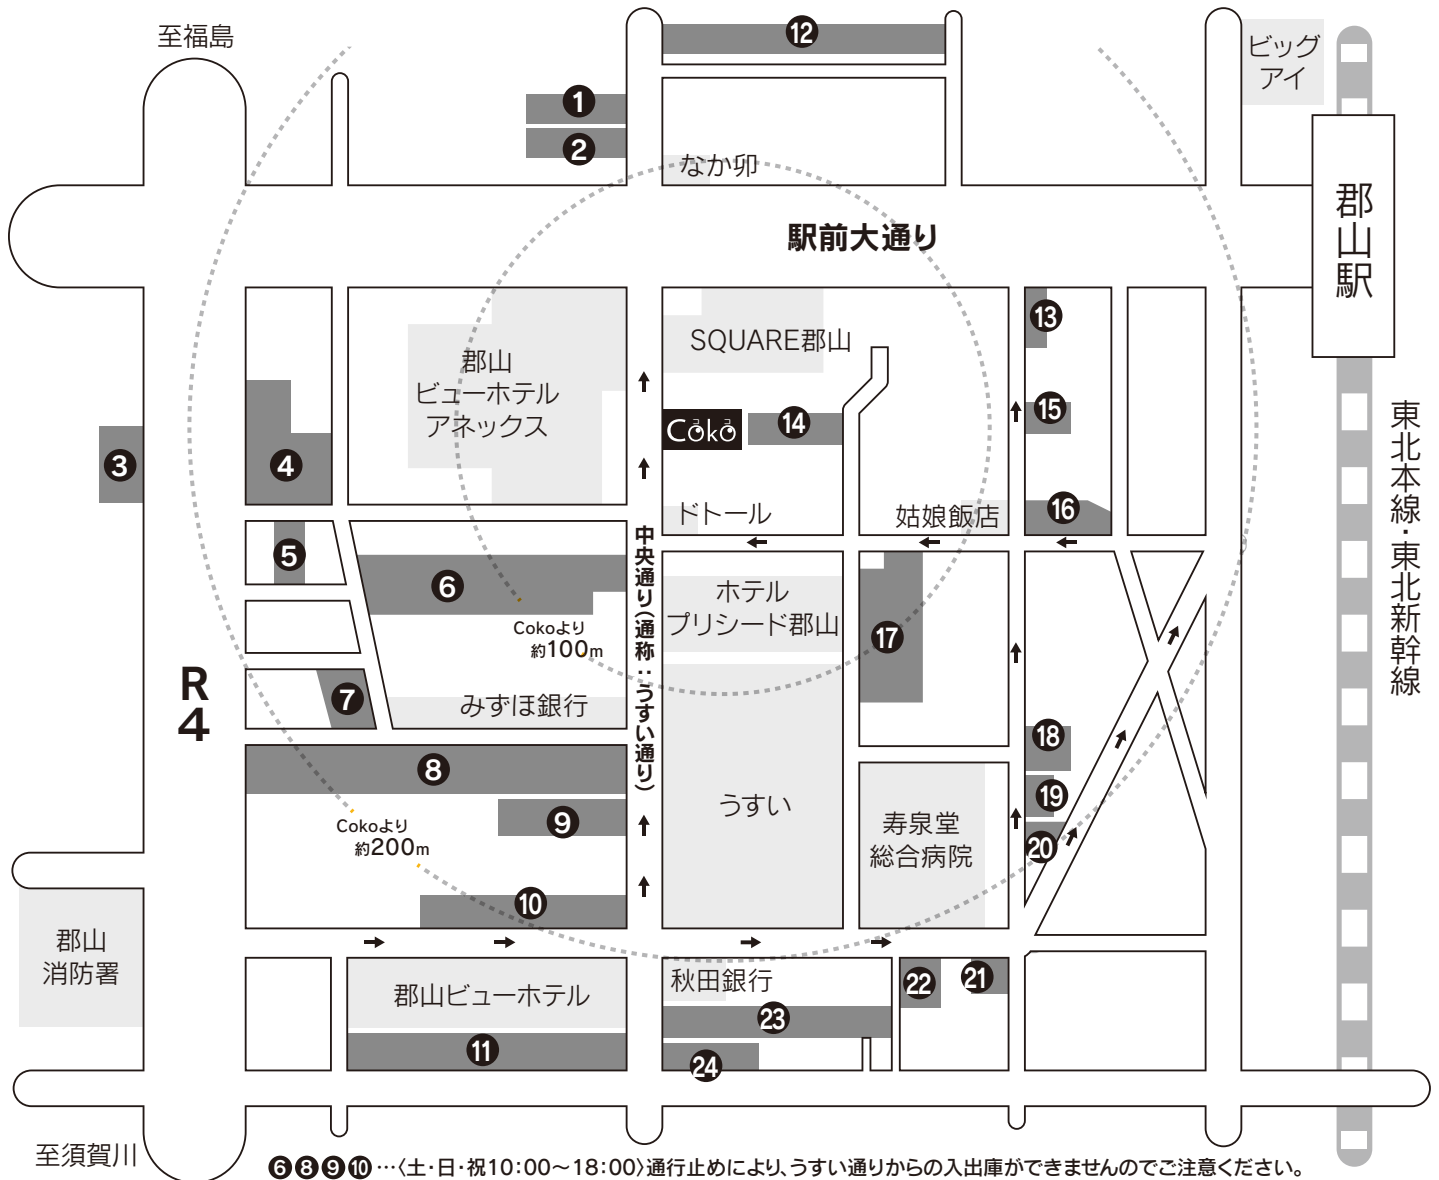 至福島
⑫
ビッグ
アイ
①
②
なか卯
郡山駅
駅前大通り
⑬
SQUARE郡山
郡山
ビューホテル
アネックス
⑮
東北本線・東北新幹線
コ コ
Coko
⑭
③
④
⑯
ドトール
姑娘飯店
中央通り(通称:うすい通り)
⑤
⑥
ホテル
プリシード郡山
Cokoより
約100m
⑰
R
4
⑦
みずほ銀行
⑱
⑧
⑲
うすい
⑨
寿泉堂
総合病院
Cokoより
約200m
⑳
⑩
郡山
消防署
秋田銀行
㉒
㉑
郡山ビューホテル
㉓
⑪
㉔
至須賀川
⑥⑧⑨⑩…〈土・日・祝10:00～18:00〉通行止めにより、うすい通りからの入出庫ができませんのでご注意ください。